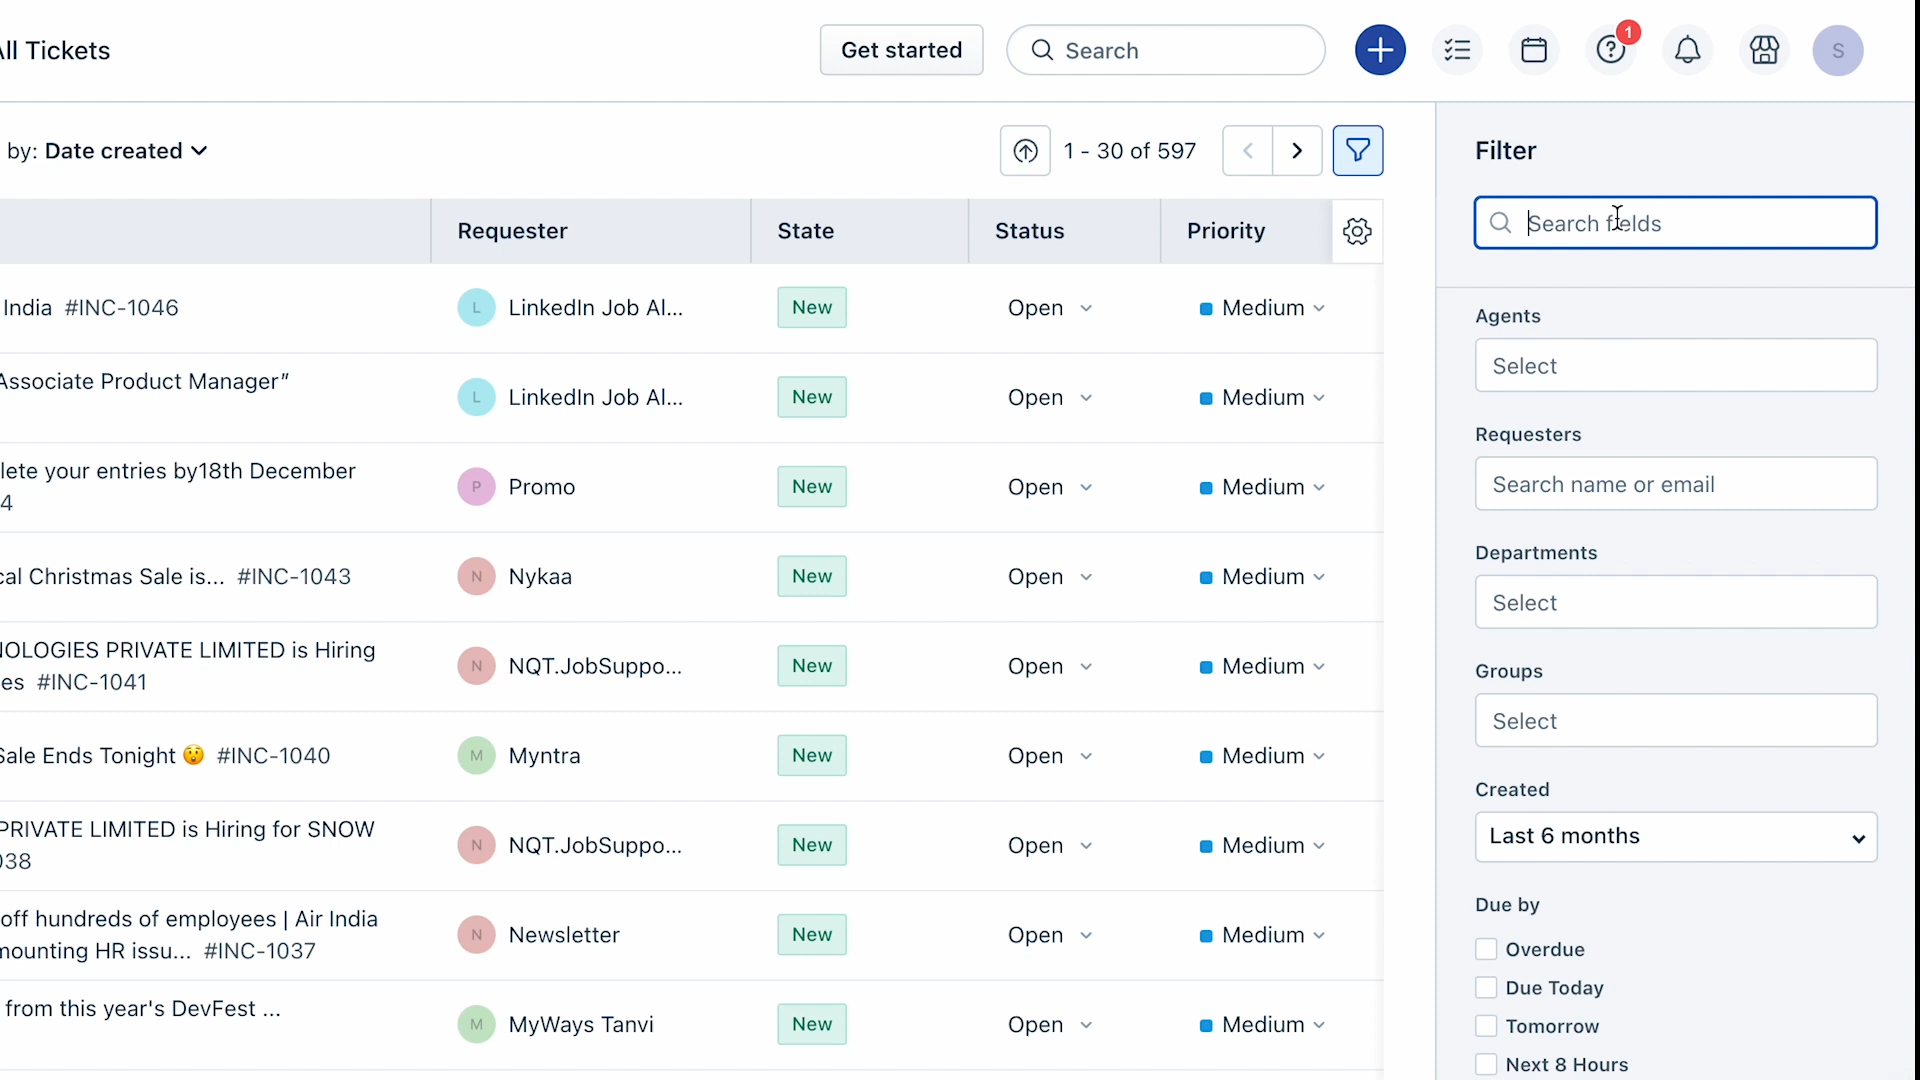 All Tickets
Get started
Search
1
S
by: Date created
1 - 30 of 597
Filter
Search fields
Requester
State
Status
Priority
India #INC-1046
L
LinkedIn Job Al...
New
Open
Medium
Associate Product Manager"
L
LinkedIn Job Al...
New
Open
Medium
lete your entries by18th December
4
P
Promo
New
Open
Medium
cal Christmas Sale is... #INC-1043
N
Nykaa
New
Open
Medium
NOLOGIES PRIVATE LIMITED is Hiring
es #INC-1041
N
NQT.JobSuppo...
New
Open
Medium
Sale Ends Tonight 😲 #INC-1040
M
Myntra
New
Open
Medium
PRIVATE LIMITED is Hiring for SNOW
038
N
NQT.JobSuppo...
New
Open
Medium
off hundreds of employees | Air India
mounting HR issu... #INC-1037
N
Newsletter
New
Open
Medium
from this year's DevFest ...
M
MyWays Tanvi
New
Open
Medium
Agents
Select
Requesters
Search name or email
Departments
Select
Groups
Select
Created
Last 6 months
Due by
Overdue
Due Today
Tomorrow
Next 8 Hours